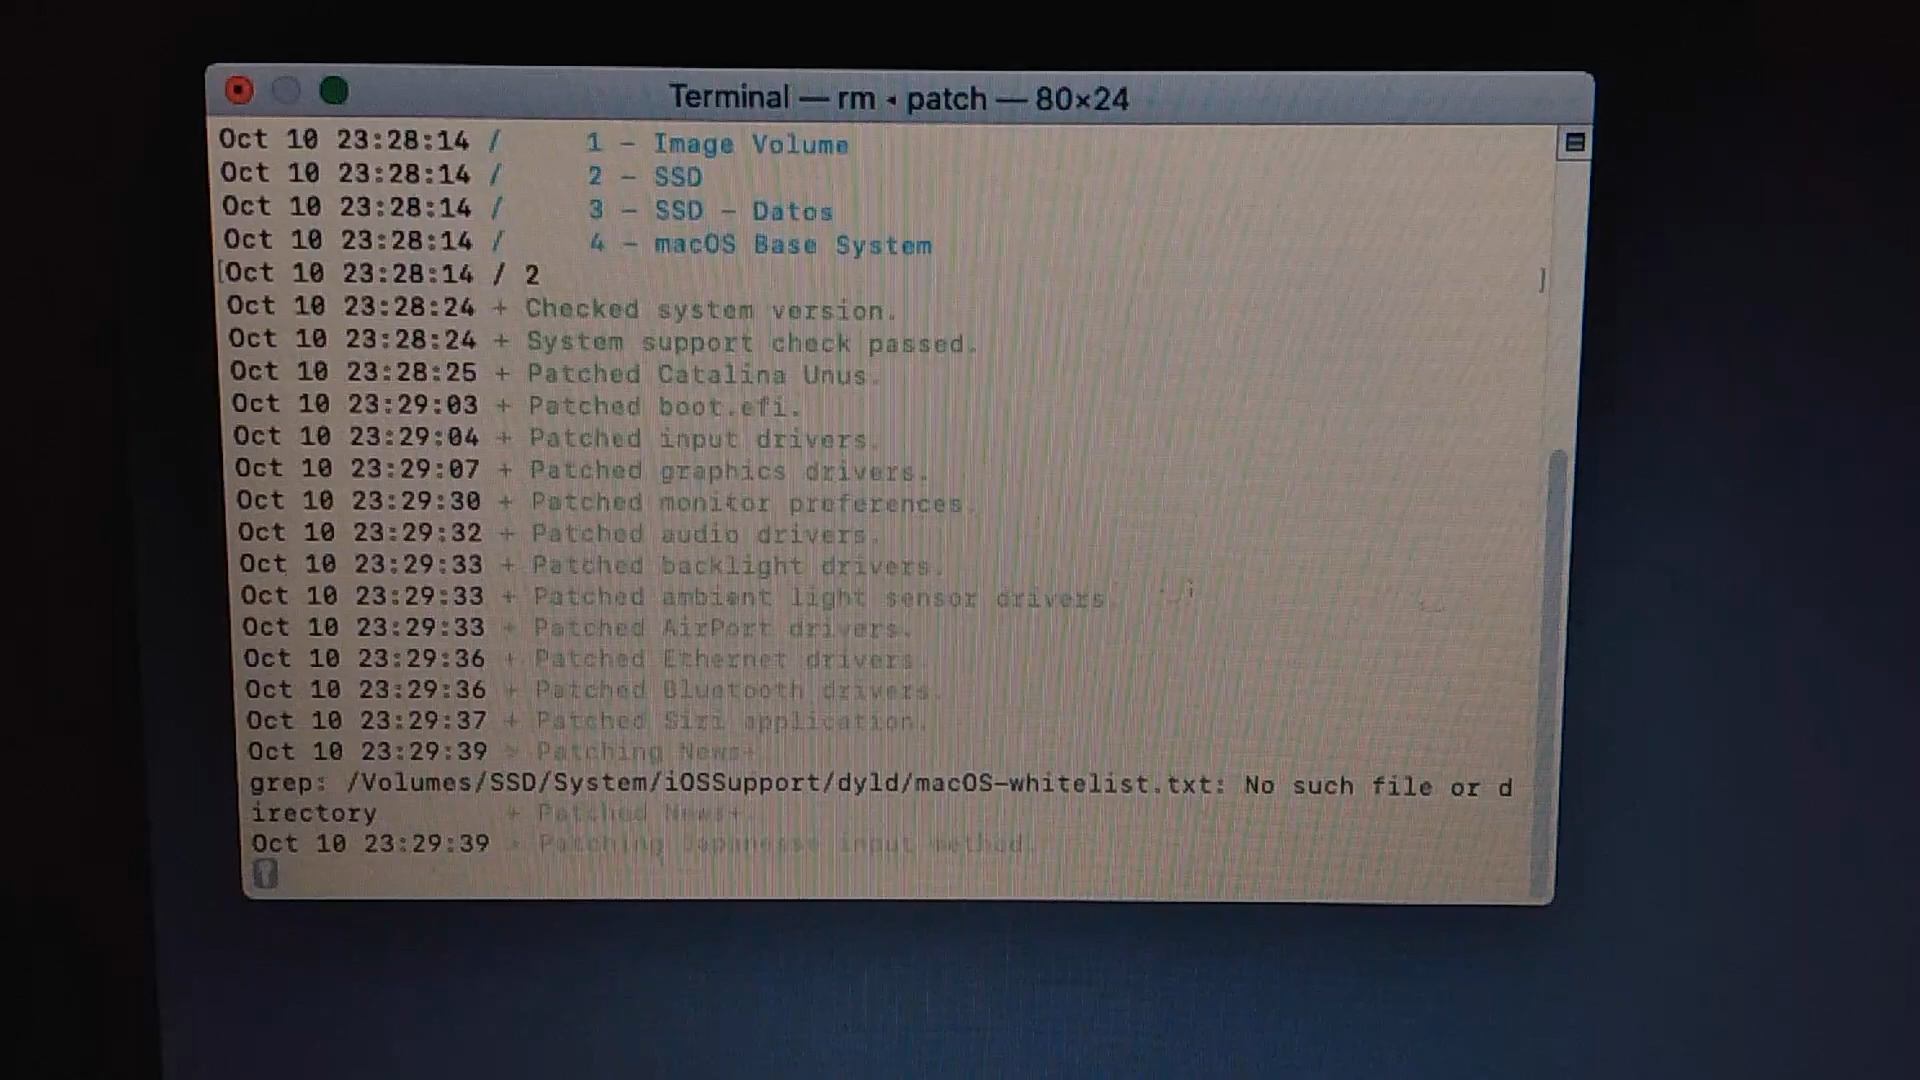 Terminal — rm ◂ patch — 80×24
Oct 10 23:28:14 /     1 - Image Volume
Oct 10 23:28:14 /     2 - SSD
Oct 10 23:28:14 /     3 - SSD - Datos
Oct 10 23:28:14 /     4 - macOS Base System
[Oct 10 23:28:14 / 2 ]
Oct 10 23:28:24 + Checked system version.
Oct 10 23:28:24 + System support check passed.
Oct 10 23:28:25 + Patched Catalina Unus.
Oct 10 23:29:03 + Patched boot.efi.
Oct 10 23:29:04 + Patched input drivers.
Oct 10 23:29:07 + Patched graphics drivers.
Oct 10 23:29:30 + Patched monitor preferences.
Oct 10 23:29:32 + Patched audio drivers.
Oct 10 23:29:33 + Patched backlight drivers.
Oct 10 23:29:33 + Patched ambient light sensor drivers
Oct 10 23:29:33 + Patched AirPort drivers.
Oct 10 23:29:36 + Patched Ethernet drivers.
Oct 10 23:29:36 + Patched Bluetooth drivers.
Oct 10 23:29:37 + Patched Siri application.
Oct 10 23:29:39 > Patching News+
grep: /Volumes/SSD/System/iOSSupport/dyld/macOS-whitelist.txt: No such file or d
irectory        + Patched News+.
Oct 10 23:29:39 > Patching Japanese input method.